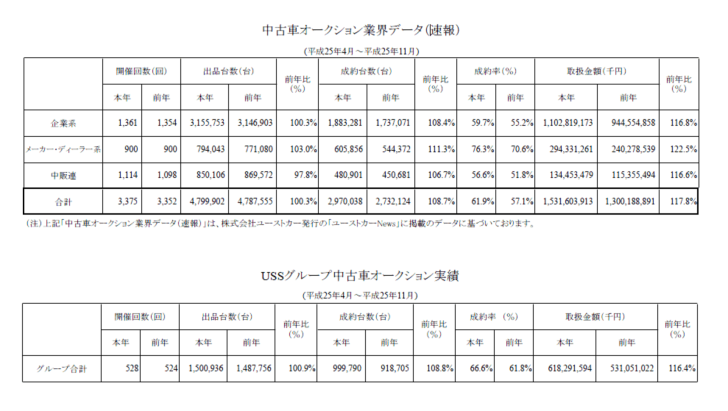 中古車オークション業界データ（速報）
(平成25年4月～平成25年11月)
開催回数(回) 出品台数(台) 前年比(%) 成約台数(台) 前年比(%) 成約率(%) 取扱金額(千円) 前年比(%)
本年 前年 本年 前年 本年 前年 本年 前年 本年 前年
企業系 1,361 1,354 3,155,753 3,146,903 100.3% 1,883,281 1,737,071 108.4% 59.7% 55.2% 1,102,819,173 944,554,858 116.8%
メーカー・ディーラー系 900 900 794,043 771,080 103.0% 605,856 544,372 111.3% 76.3% 70.6% 294,331,261 240,278,539 122.5%
中販連 1,114 1,098 850,106 869,572 97.8% 480,901 450,681 106.7% 56.6% 51.8% 134,453,479 115,355,494 116.6%
合計 3,375 3,352 4,799,902 4,787,555 100.3% 2,970,038 2,732,124 108.7% 61.9% 57.1% 1,531,603,913 1,300,188,891 117.8%
（注）上記「中古車オークション業界データ（速報）」は、株式会社ユーストカー発行の「ユーストカーNews」に掲載のデータに基づいております。
USSグループ中古車オークション実績
(平成25年4月～平成25年11月)
開催回数(回) 出品台数(台) 前年比(%) 成約台数(台) 前年比(%) 成約率 (%) 取扱金額(千円) 前年比(%)
本年 前年 本年 前年 本年 前年 本年 前年 本年 前年
グループ合計 528 524 1,500,936 1,487,756 100.9% 999,790 918,705 108.8% 66.6% 61.8% 618,291,594 531,051,022 116.4%